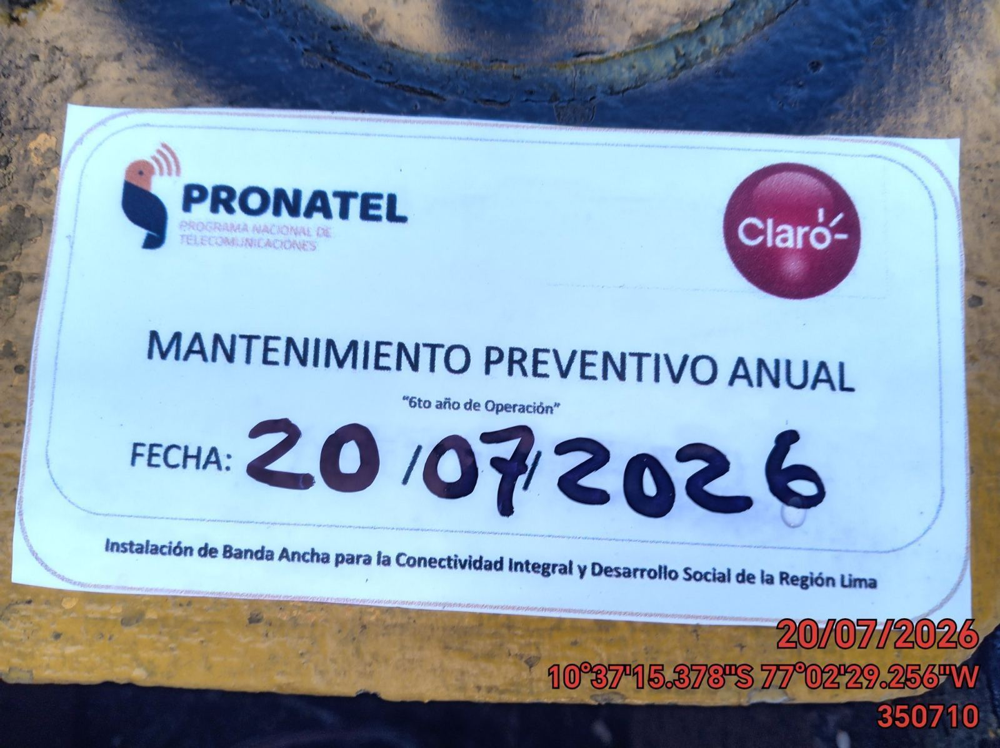 PRONATEL
PROGRAMA NACIONAL DE
TELECOMUNICACIONES
Claro
MANTENIMIENTO PREVENTIVO ANUAL
“6to año de Operación”
FECHA: 20/07/2026
Instalación de Banda Ancha para la Conectividad Integral y Desarrollo Social de la Región Lima
20/07/2026
10°37'15.378"S 77°02'29.256"W
350710